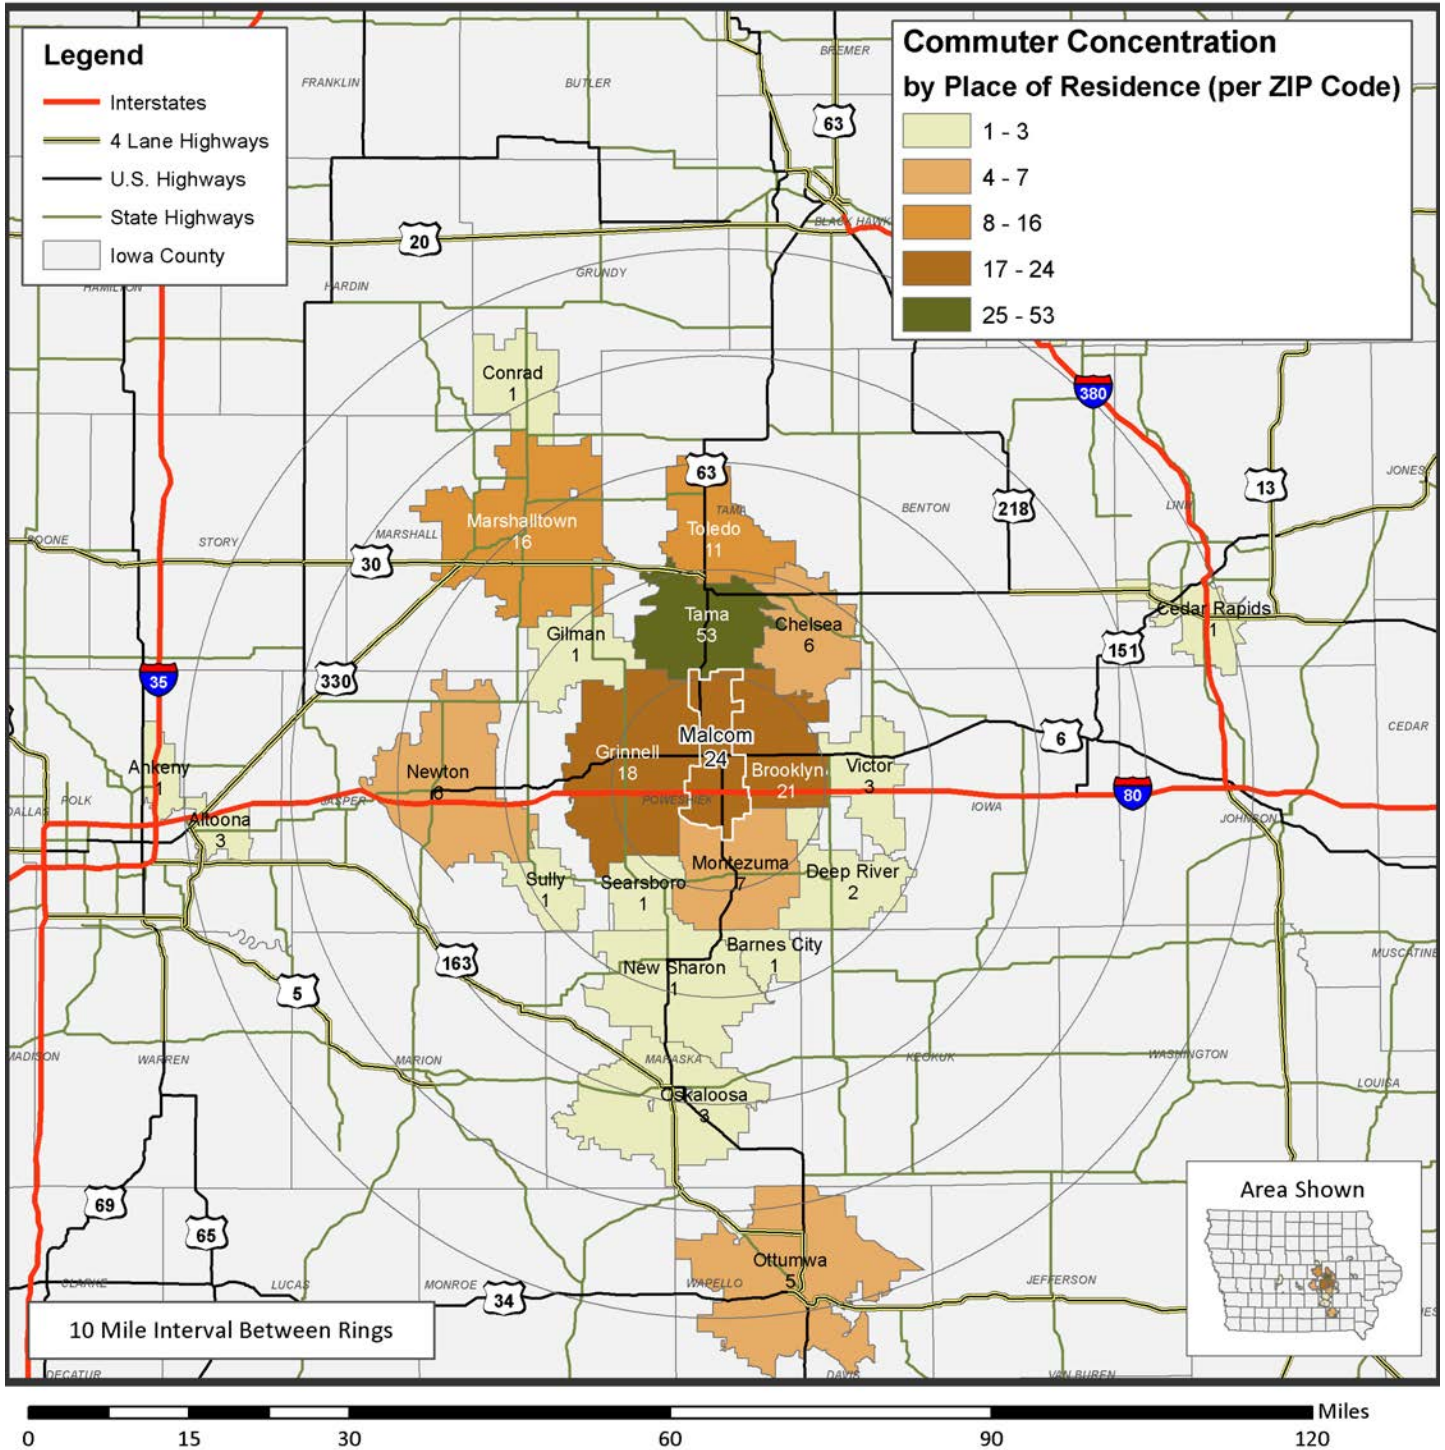 Legend
Interstates
4 Lane Highways
U.S. Highways
State Highways
Iowa County
Commuter Concentration
by Place of Residence (per ZIP Code)
1 - 3
4 - 7
8 - 16
17 - 24
25 - 53
FRANKLIN
BUTLER
BREMER
63
BLACK HAWK
20
GRUNDY
HAMILTON
HARDIN
Conrad
1
380
63
JONES
13
LINN
BENTON
218
TAMA
Toledo
11
Marshalltown
16
MARSHALL
STORY
BOONE
30
Tama
53
Chelsea
6
Gilman
1
Cedar Rapids
1
151
35
330
CEDAR
6
Malcom
24
Grinnell
18
Brooklyn
21
Victor
3
Newton
6
Ankeny
1
POLK
DALLAS
JASPER
POWESHIEK
IOWA
80
JOHNSON
Altoona
3
Montezuma
7
Deep River
2
Sully
1
Searsboro
1
Barnes City
1
New Sharon
1
163
5
MUSCATINE
MADISON
WARREN
MARION
MAHASKA
KEOKUK
WASHINGTON
LOUISA
Oskaloosa
3
69
65
Area Shown
Ottumwa
5
CLARKE
LUCAS
MONROE
34
WAPELLO
JEFFERSON
10 Mile Interval Between Rings
DECATUR
DAVIS
VAN BUREN
Miles
0 15 30 60 90 120